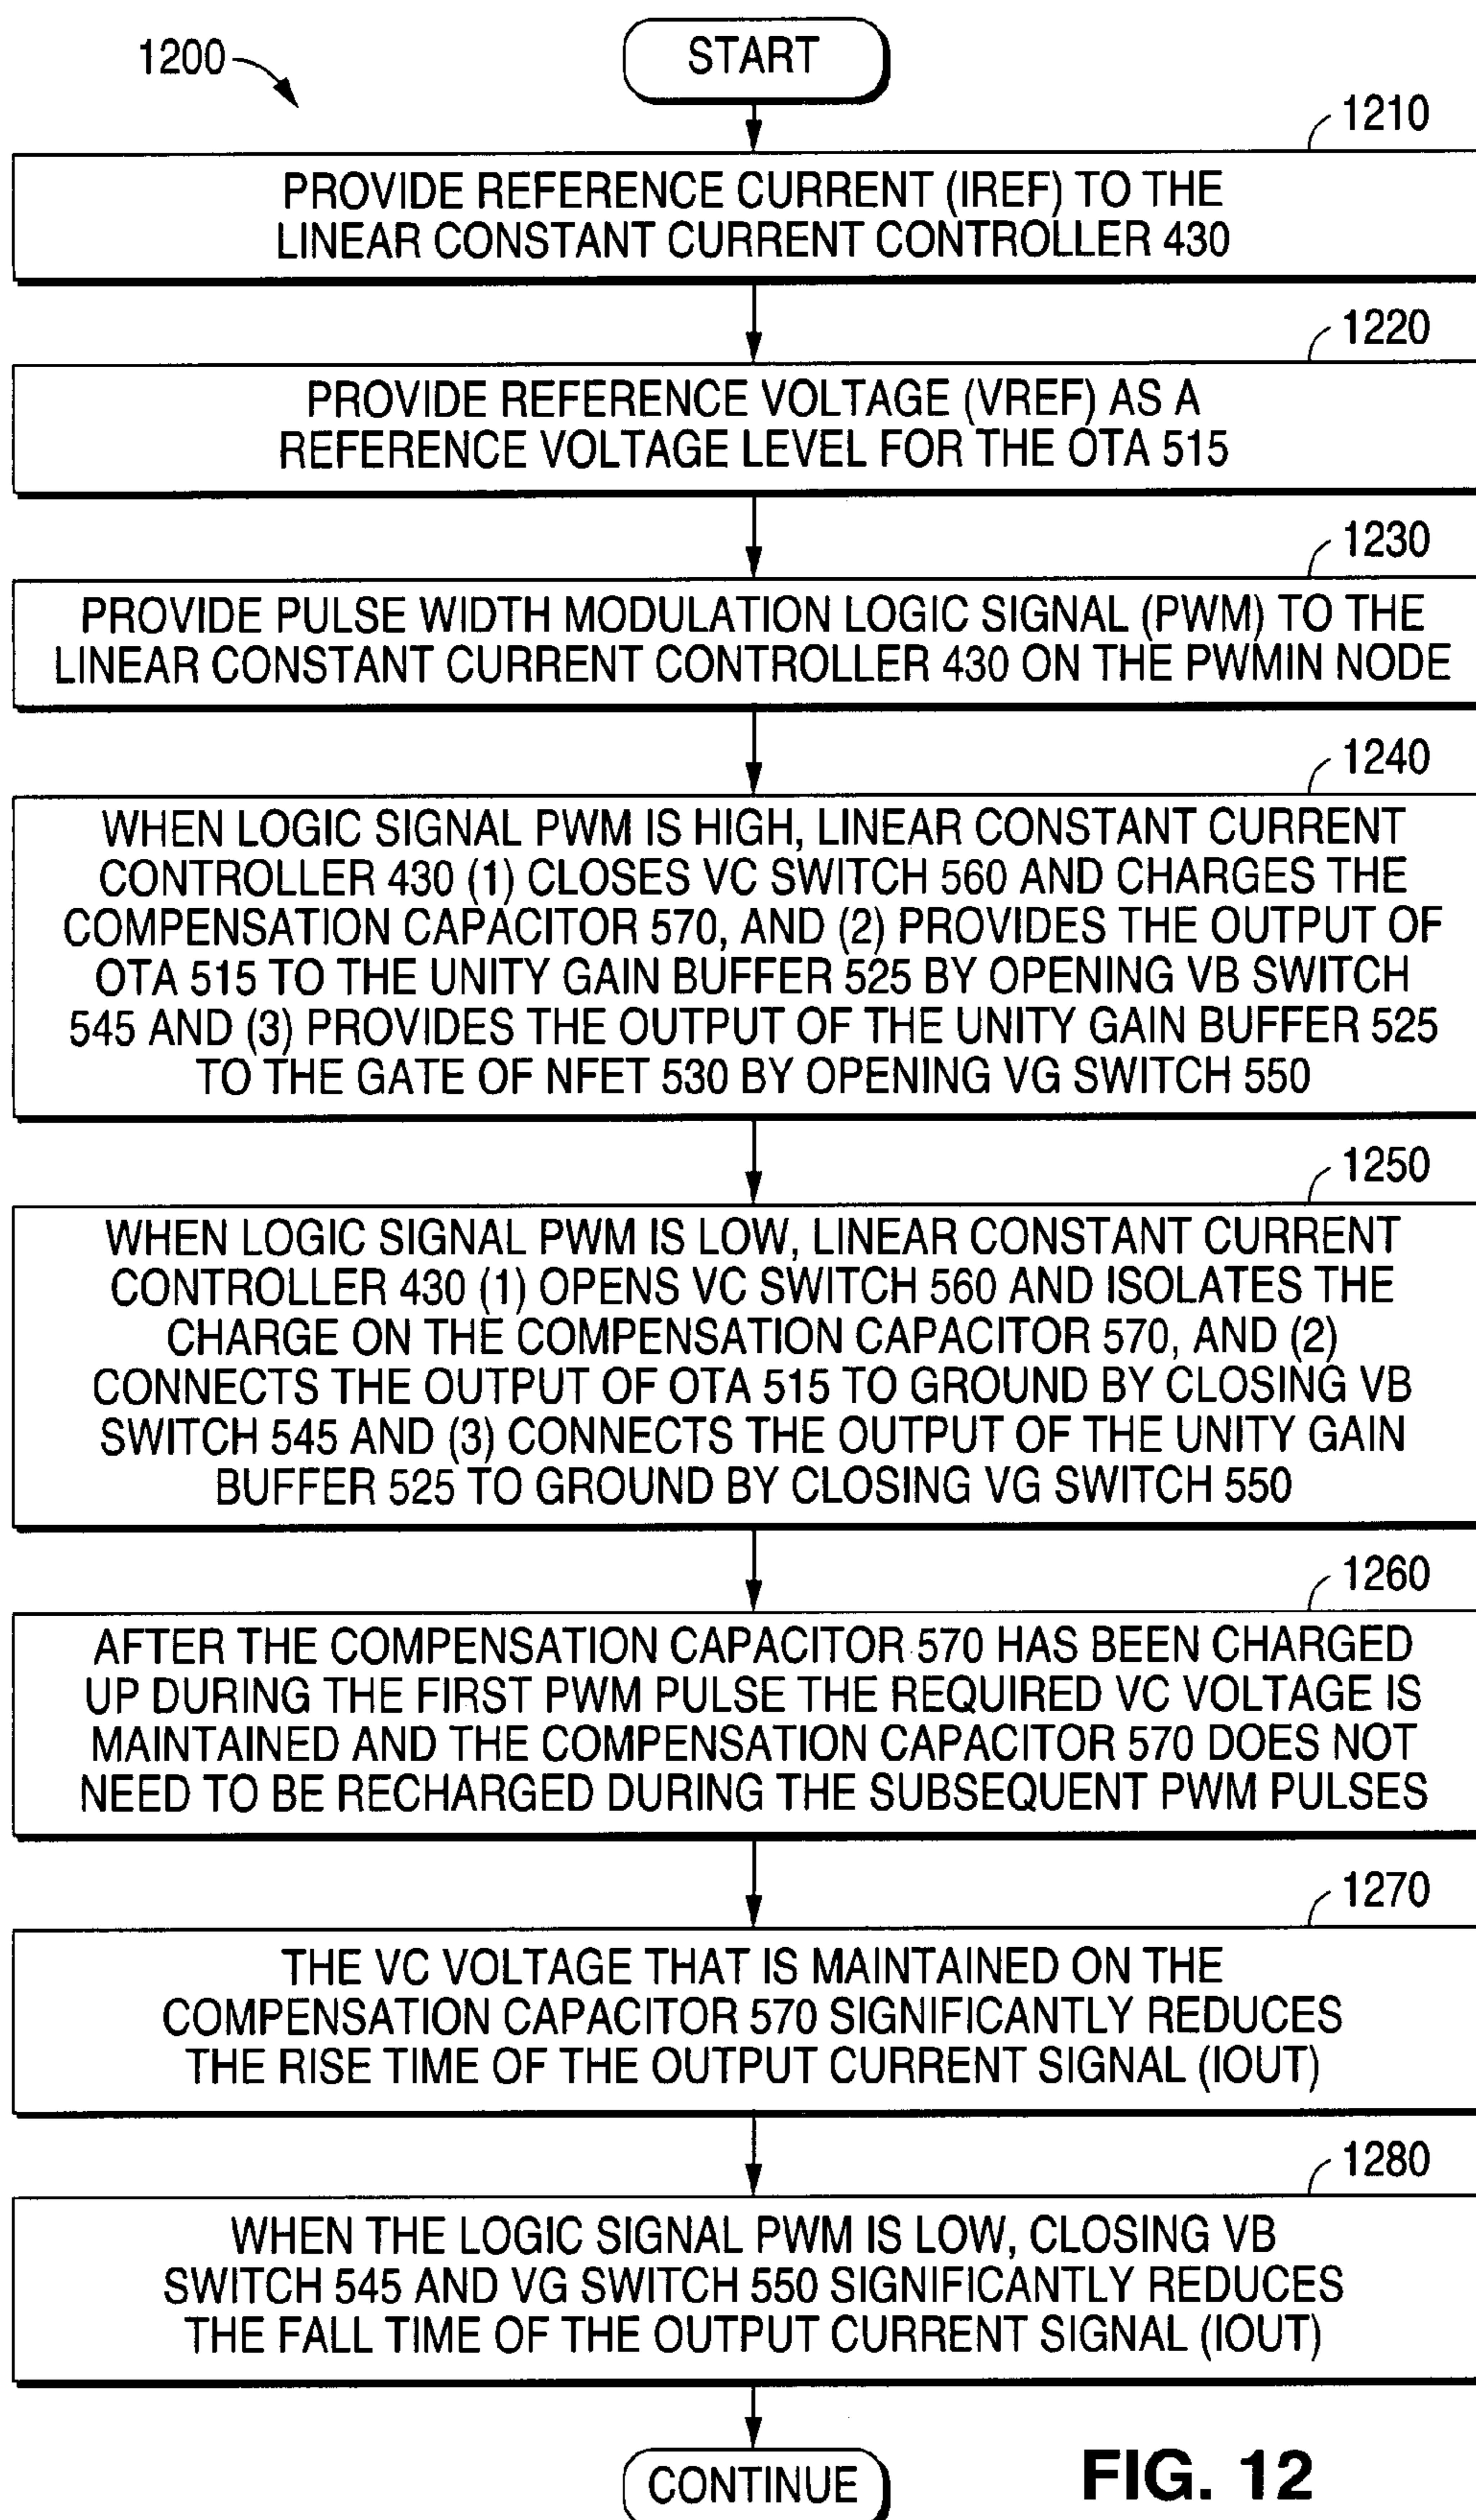 1200
START
1210
PROVIDE REFERENCE CURRENT (IREF) TO THE
LINEAR CONSTANT CURRENT CONTROLLER 430
1220
PROVIDE REFERENCE VOLTAGE (VREF) AS A
REFERENCE VOLTAGE LEVEL FOR THE OTA 515
1230
PROVIDE PULSE WIDTH MODULATION LOGIC SIGNAL (PWM) TO THE
LINEAR CONSTANT CURRENT CONTROLLER 430 ON THE PWMIN NODE
1240
WHEN LOGIC SIGNAL PWM IS HIGH, LINEAR CONSTANT CURRENT
CONTROLLER 430 (1) CLOSES VC SWITCH 560 AND CHARGES THE
COMPENSATION CAPACITOR 570, AND (2) PROVIDES THE OUTPUT OF
OTA 515 TO THE UNITY GAIN BUFFER 525 BY OPENING VB SWITCH
545 AND (3) PROVIDES THE OUTPUT OF THE UNITY GAIN BUFFER 525
TO THE GATE OF NFET 530 BY OPENING VG SWITCH 550
1250
WHEN LOGIC SIGNAL PWM IS LOW, LINEAR CONSTANT CURRENT
CONTROLLER 430 (1) OPENS VC SWITCH 560 AND ISOLATES THE
CHARGE ON THE COMPENSATION CAPACITOR 570, AND (2)
CONNECTS THE OUTPUT OF OTA 515 TO GROUND BY CLOSING VB
SWITCH 545 AND (3) CONNECTS THE OUTPUT OF THE UNITY GAIN
BUFFER 525 TO GROUND BY CLOSING VG SWITCH 550
1260
AFTER THE COMPENSATION CAPACITOR 570 HAS BEEN CHARGED
UP DURING THE FIRST PWM PULSE THE REQUIRED VC VOLTAGE IS
MAINTAINED AND THE COMPENSATION CAPACITOR 570 DOES NOT
NEED TO BE RECHARGED DURING THE SUBSEQUENT PWM PULSES
1270
THE VC VOLTAGE THAT IS MAINTAINED ON THE
COMPENSATION CAPACITOR 570 SIGNIFICANTLY REDUCES
THE RISE TIME OF THE OUTPUT CURRENT SIGNAL (IOUT)
1280
WHEN THE LOGIC SIGNAL PWM IS LOW, CLOSING VB
SWITCH 545 AND VG SWITCH 550 SIGNIFICANTLY REDUCES
THE FALL TIME OF THE OUTPUT CURRENT SIGNAL (IOUT)
CONTINUE
FIG. 12